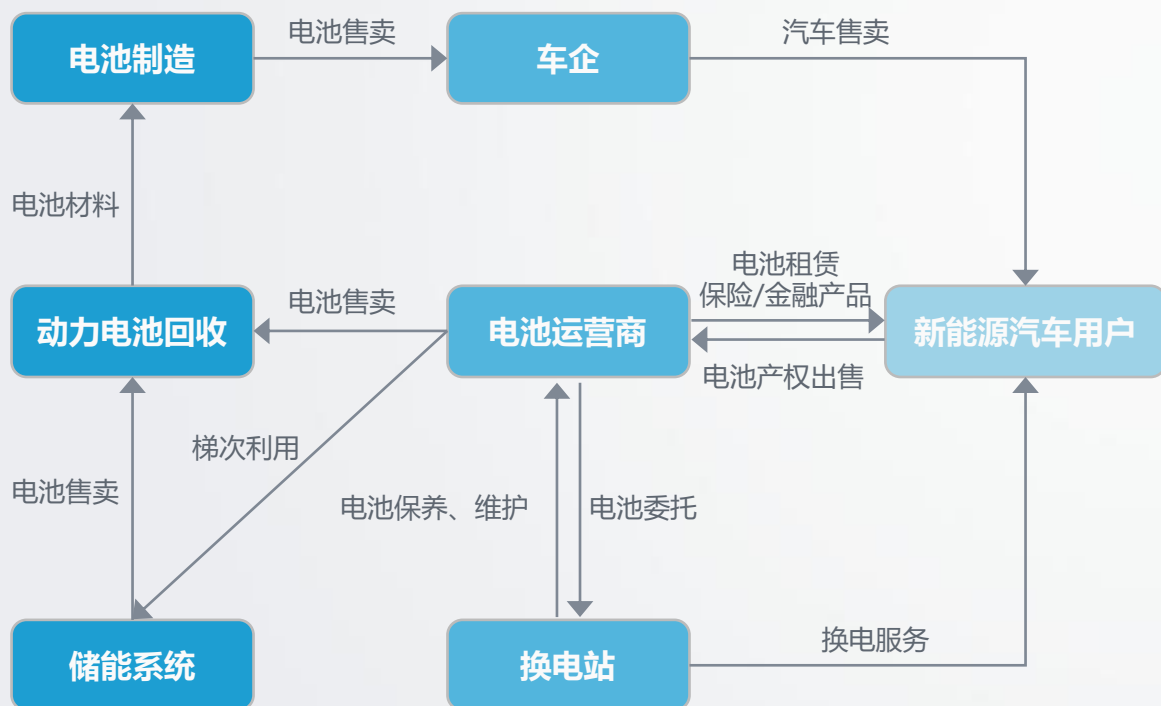 电池制造
电池售卖
车企
汽车售卖
电池材料
动力电池回收
电池售卖
电池运营商
电池租赁
保险/金融产品
电池产权出售
新能源汽车用户
梯次利用
电池售卖
电池保养、维护
电池委托
储能系统
换电站
换电服务